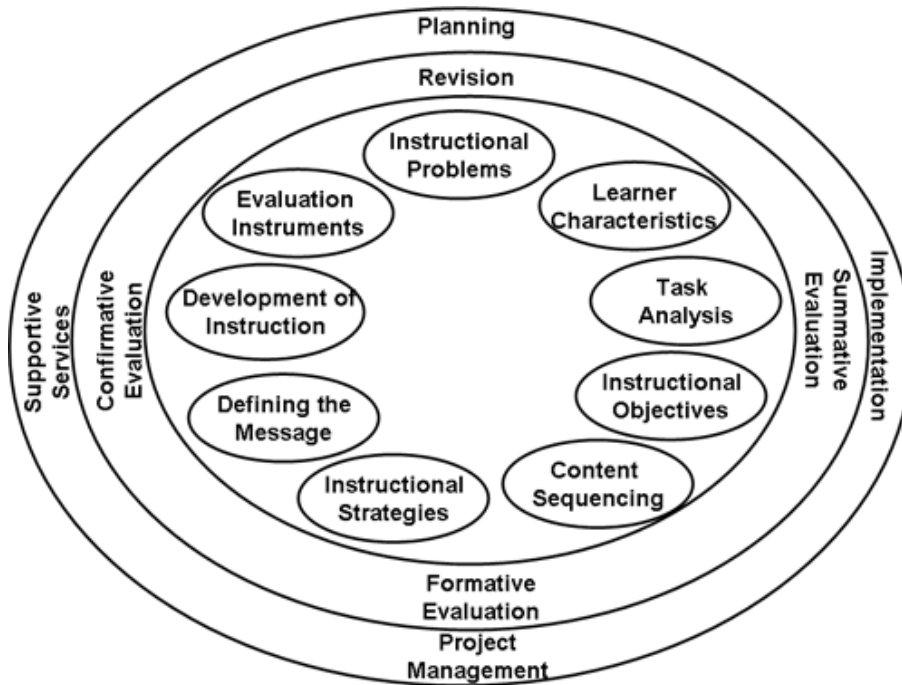 Planning
Revision
Instructional
Problems
Learner
Characteristics
Task
Analysis
Instructional
Objectives
Content
Sequencing
Instructional
Strategies
Defining the
Message
Development of
Instruction
Evaluation
Instruments
Summative
Evaluation
Implementation
Formative
Evaluation
Project
Management
Confirmative
Evaluation
Supportive
Services